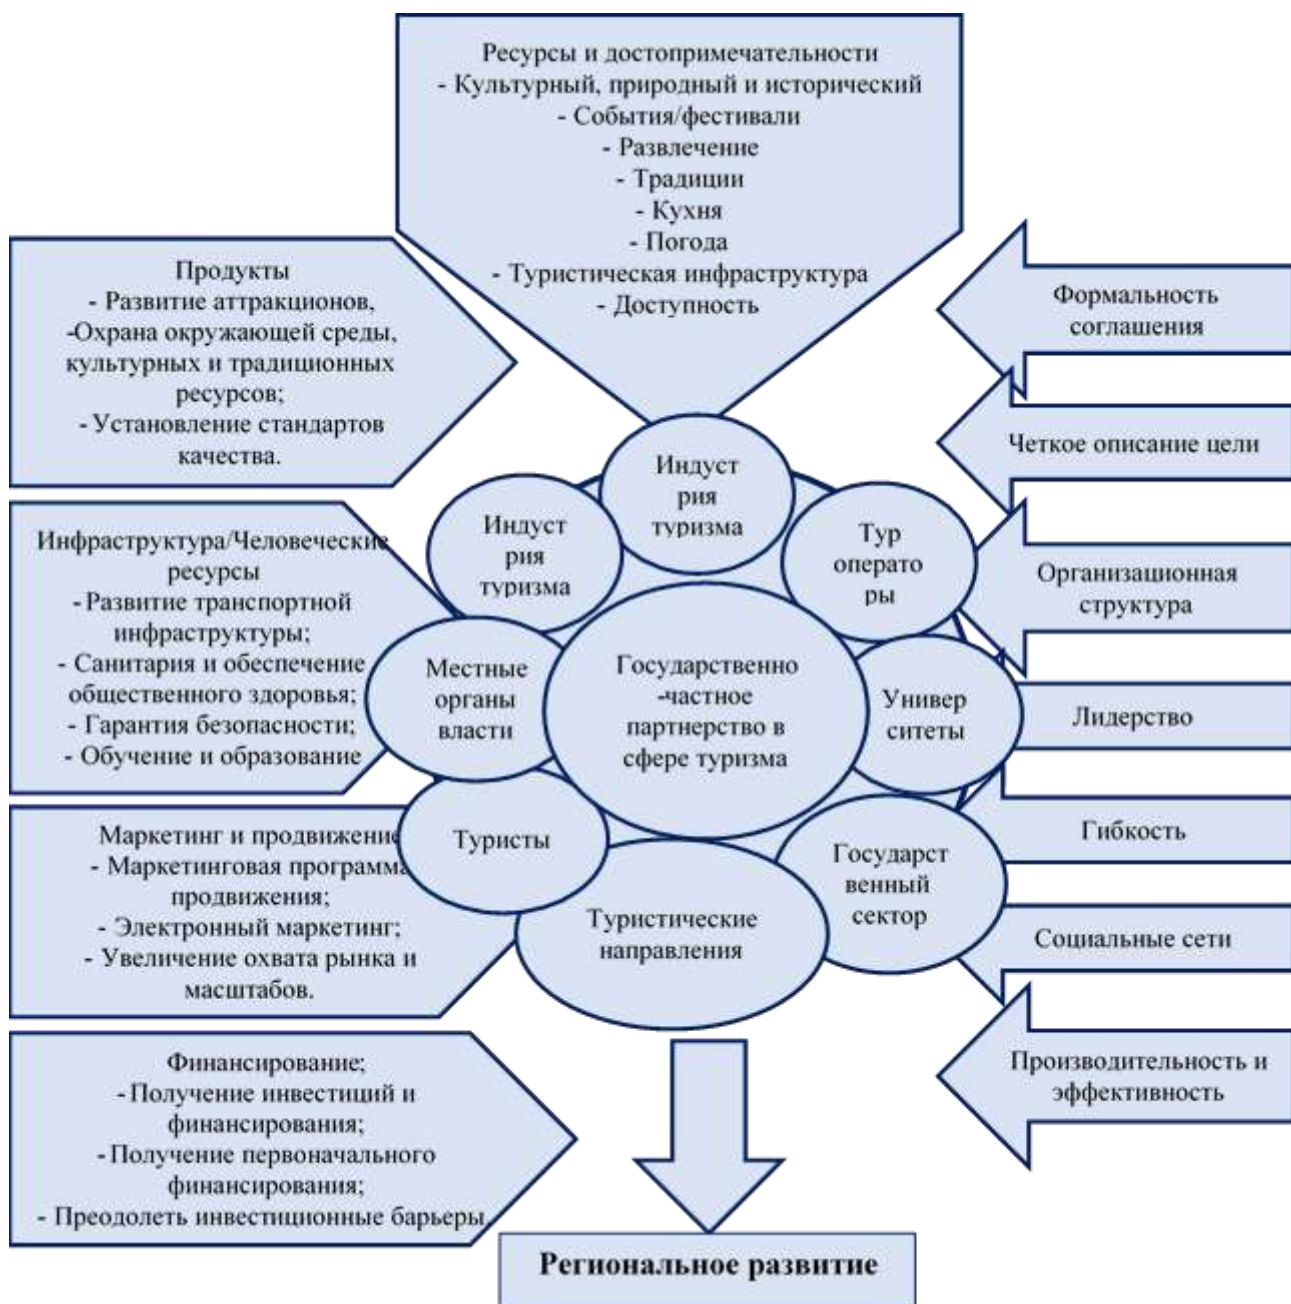 Ресурсы и достопримечательности
- Культурный, природный и исторический
- События/фестивали
- Развлечение
- Традиции
- Кухня
- Погода
- Туристическая инфраструктура
- Доступность
Продукты
- Развитие аттракционов,
-Охрана окружающей среды,
культурных и традиционных
ресурсов;
- Установление стандартов
качества.
Инфраструктура/Человеческие
ресурсы
- Развитие транспортной
инфраструктуры;
- Санитария и обеспечение
общественного здоровья;
- Гарантия безопасности;
- Обучение и образование
Маркетинг и продвижение
- Маркетинговая программа
продвижения;
- Электронный маркетинг;
- Увеличение охвата рынка и
масштабов.
Финансирование;
- Получение инвестиций и
финансирования;
- Получение первоначального
финансирования;
- Преодолеть инвестиционные барьеры.
Индуст
рия
туризма
Индуст
рия
туризма
Тур
операто
ры
Местные
органы
власти
Государственно
-частное
партнерство в
сфере туризма
Универ
ситеты
Туристы
Государст
венный
сектор
Туристические
направления
Формальность
соглашения
Четкое описание цели
Организационная
структура
Лидерство
Гибкость
Социальные сети
Производительность и
эффективность
Региональное развитие